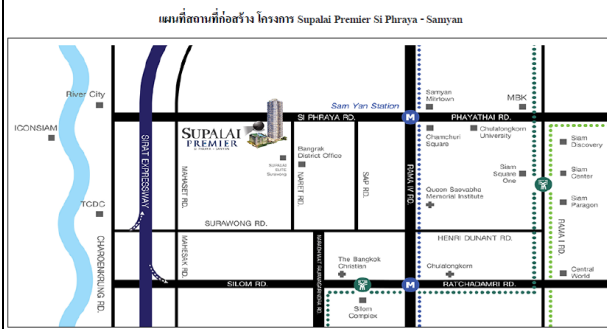 แผนที่สถานที่ก่อสร้าง โครงการ Supalai Premier Si Phraya - Samyan
River City
ICONSIAM
TCDC
CHAROENKRUNG RD.
SIRAT EXPRESSWAY
MAHASET RD.
MAHESAK RD.
SUPALAI
PREMIER
SI PHRAYA RD.
SUPALAI
ELITE
Surawong
Bangrak
District Office
NARET RD.
SAP RD.
SURAWONG RD.
SILOM RD.
The Bangkok
Christian
Silom
Complex
Sam Yan Station
M
RAMA IV RD.
Samyan
Mitrtown
MBK
PHAYATHAI RD.
Chamchuri
Square
Chulalongkorn
University
Siam
Square
One
Queen Saovabha
Memorial Institute
HENRI DUNANT RD.
Chulalongkorn
M
RATCHADAMRI RD.
RAMA I RD.
Siam
Discovery
Siam
Center
Siam
Paragon
Central
World